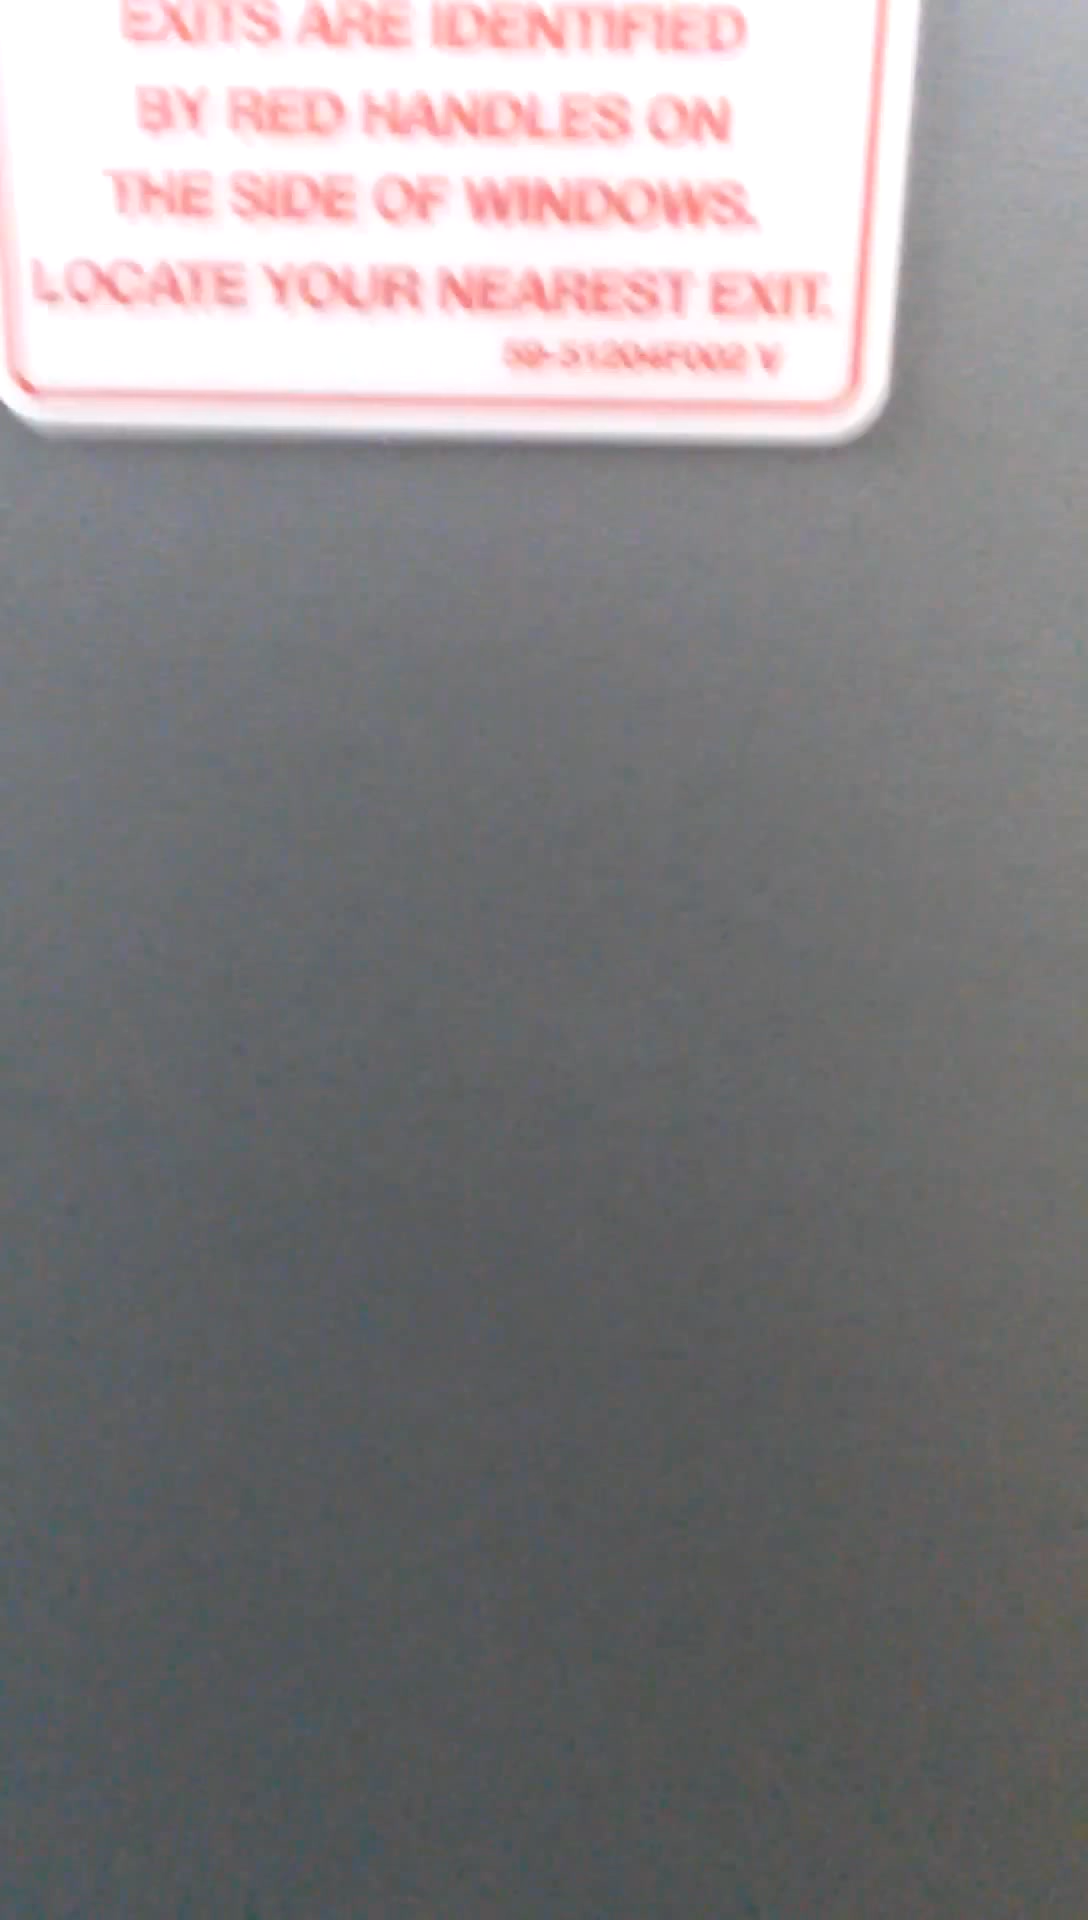 EXITS ARE IDENTIFIED
BY RED HANDLES ON
THE SIDE OF WINDOWS.
LOCATE YOUR NEAREST EXIT.